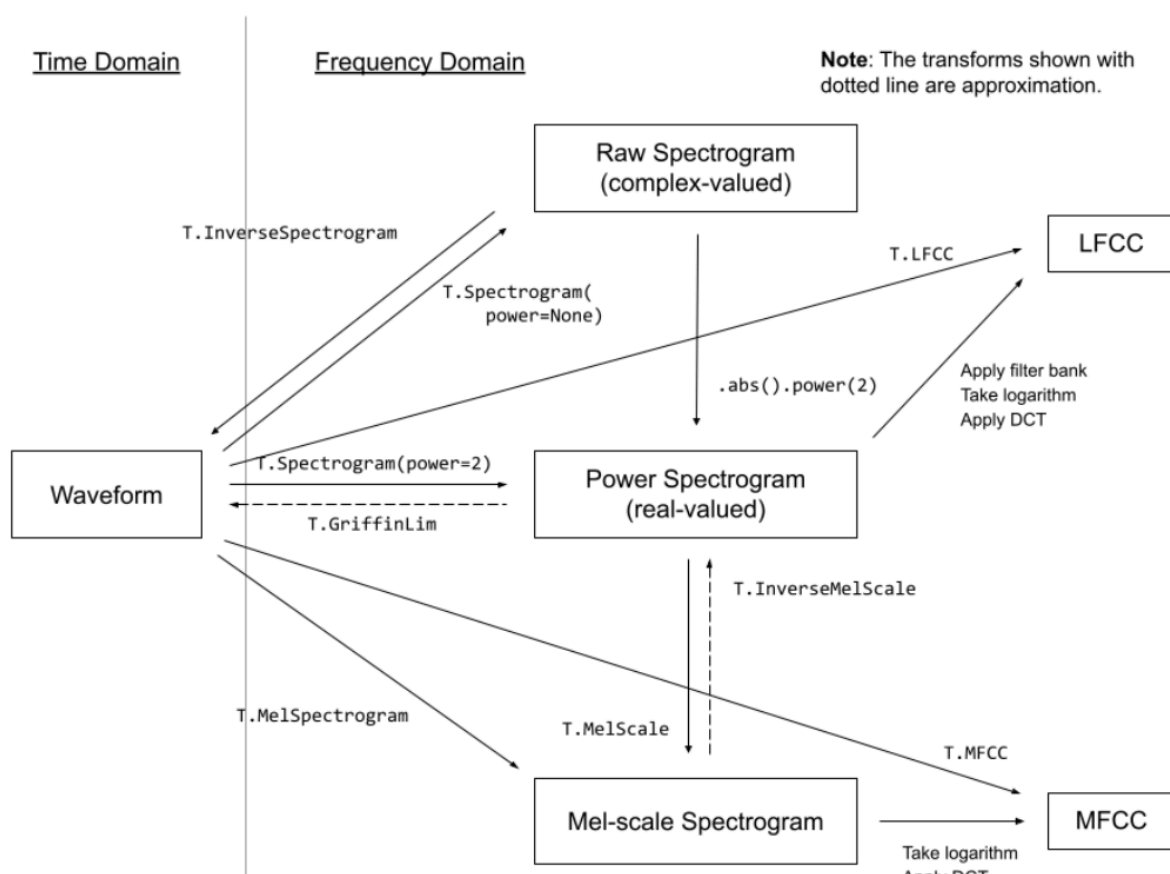 Time Domain
Frequency Domain
Note: The transforms shown with
dotted line are approximation.
Raw Spectrogram
(complex-valued)
T.InverseSpectrogram
T.LFCC
LFCC
T.Spectrogram(
power=None)
.abs().power(2)
Apply filter bank
Take logarithm
Apply DCT
T.Spectrogram(power=2)
Waveform
Power Spectrogram
(real-valued)
T.GriffinLim
T.InverseMelScale
T.MelSpectrogram
T.MelScale
T.MFCC
Mel-scale Spectrogram
MFCC
Take logarithm
Apply DCT